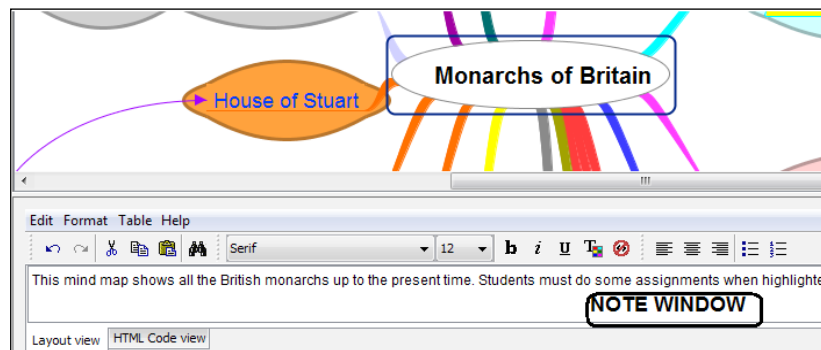 Monarchs of Britain
House of Stuart
Edit Format Table Help
Serif 12 b i U T
This mind map shows all the British monarchs up to the present time. Students must do some assignments when highlighte
NOTE WINDOW
Layout view HTML Code view